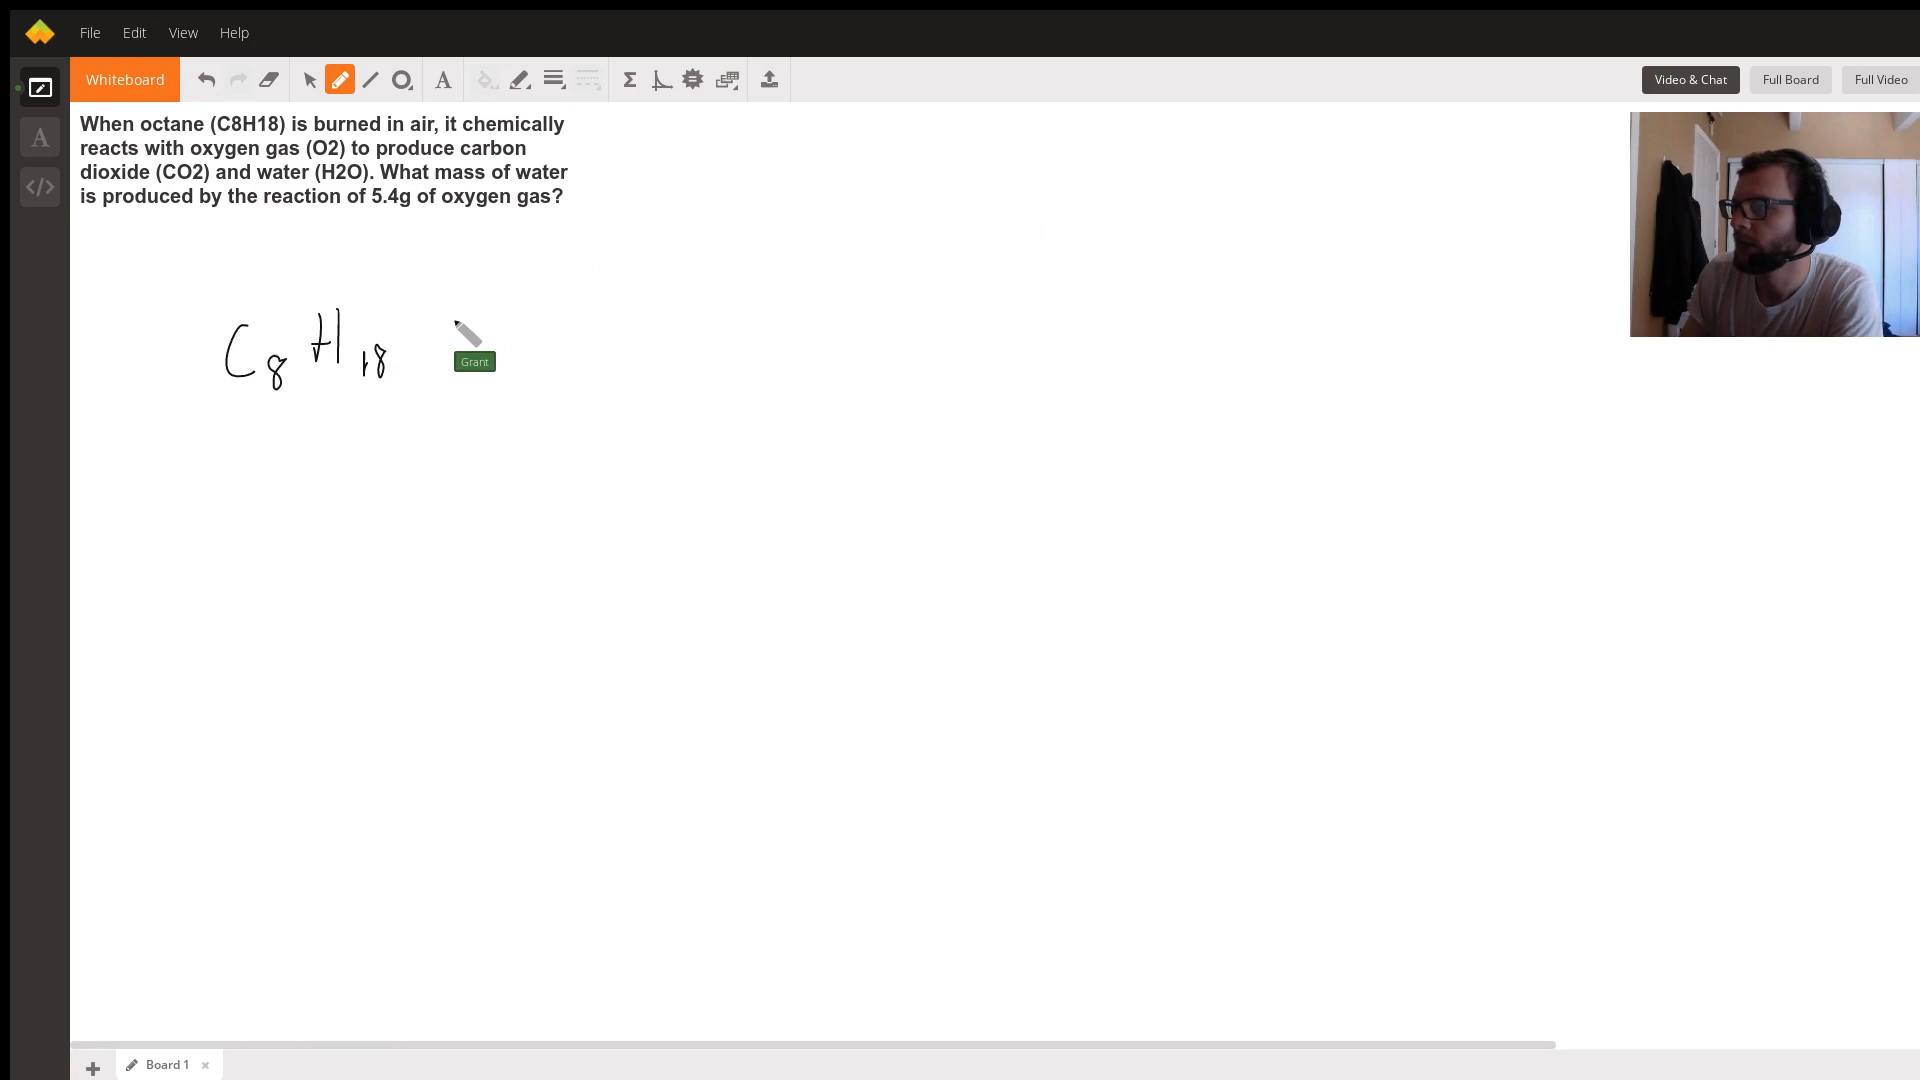 File Edit View Help
Whiteboard A Σ Video & Chat Full Board Full Video
A
</>
When octane (C8H18) is burned in air, it chemically
reacts with oxygen gas (O2) to produce carbon
dioxide (CO2) and water (H2O). What mass of water
is produced by the reaction of 5.4g of oxygen gas?
C8H18
Grant
+ Board 1 ×